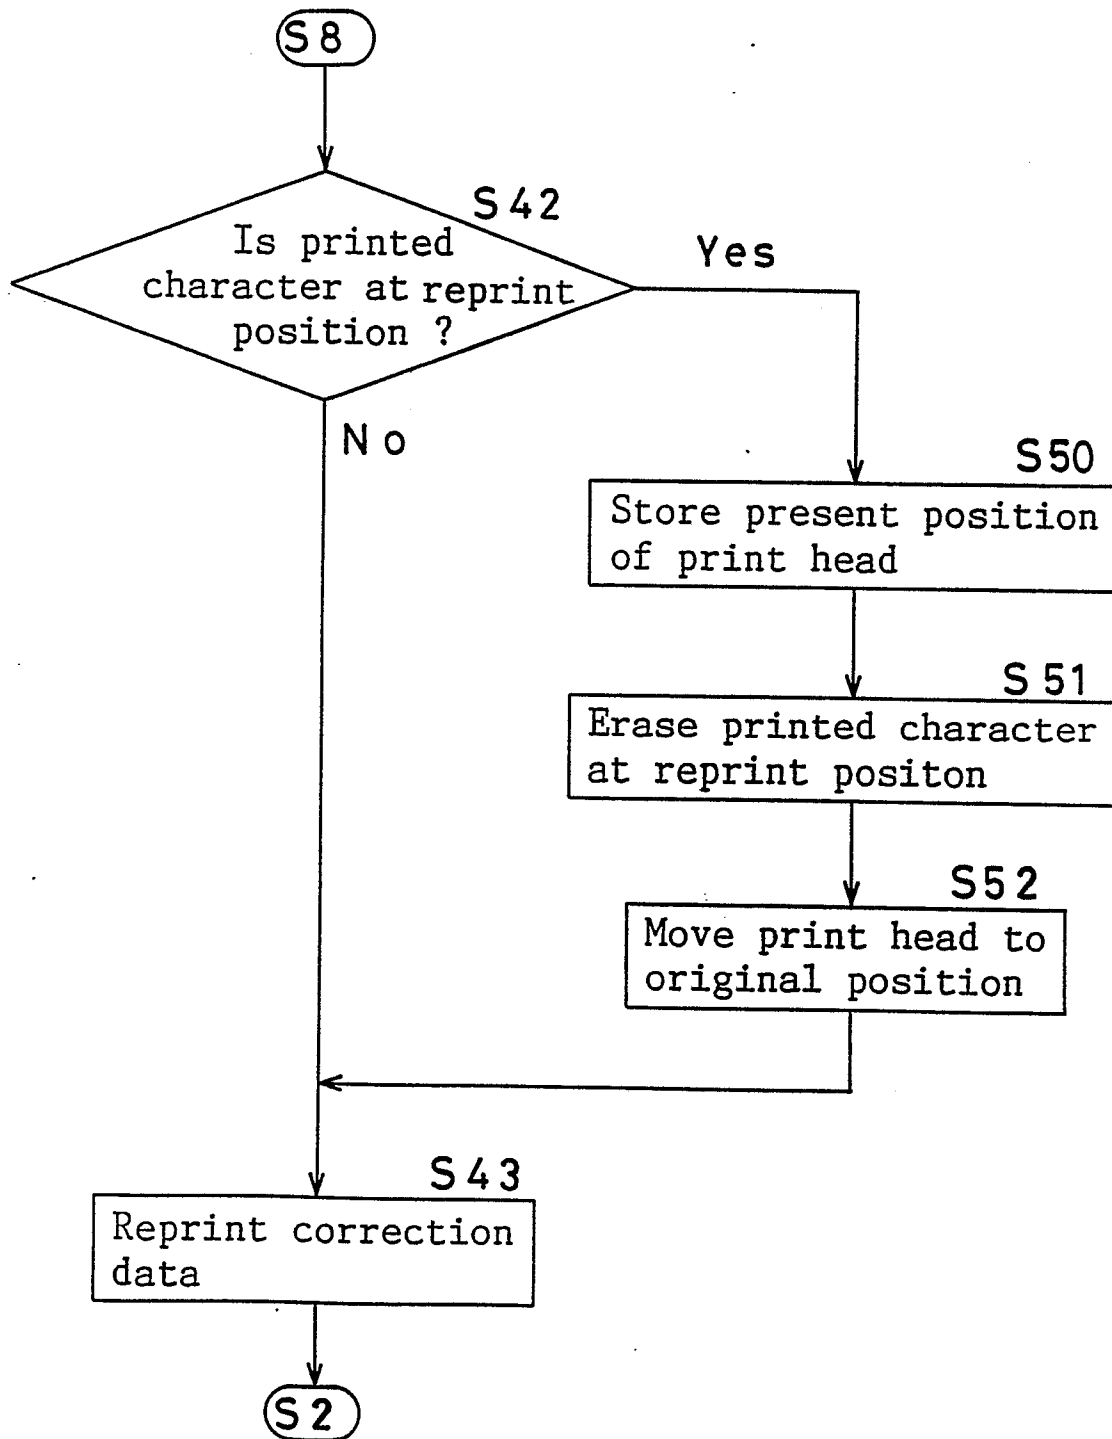 S8
S42
Is printed
character at reprint
position ?
Yes
No
S50
Store present position
of print head
S51
Erase printed character
at reprint positon
S52
Move print head to
original position
S43
Reprint correction
data
S2